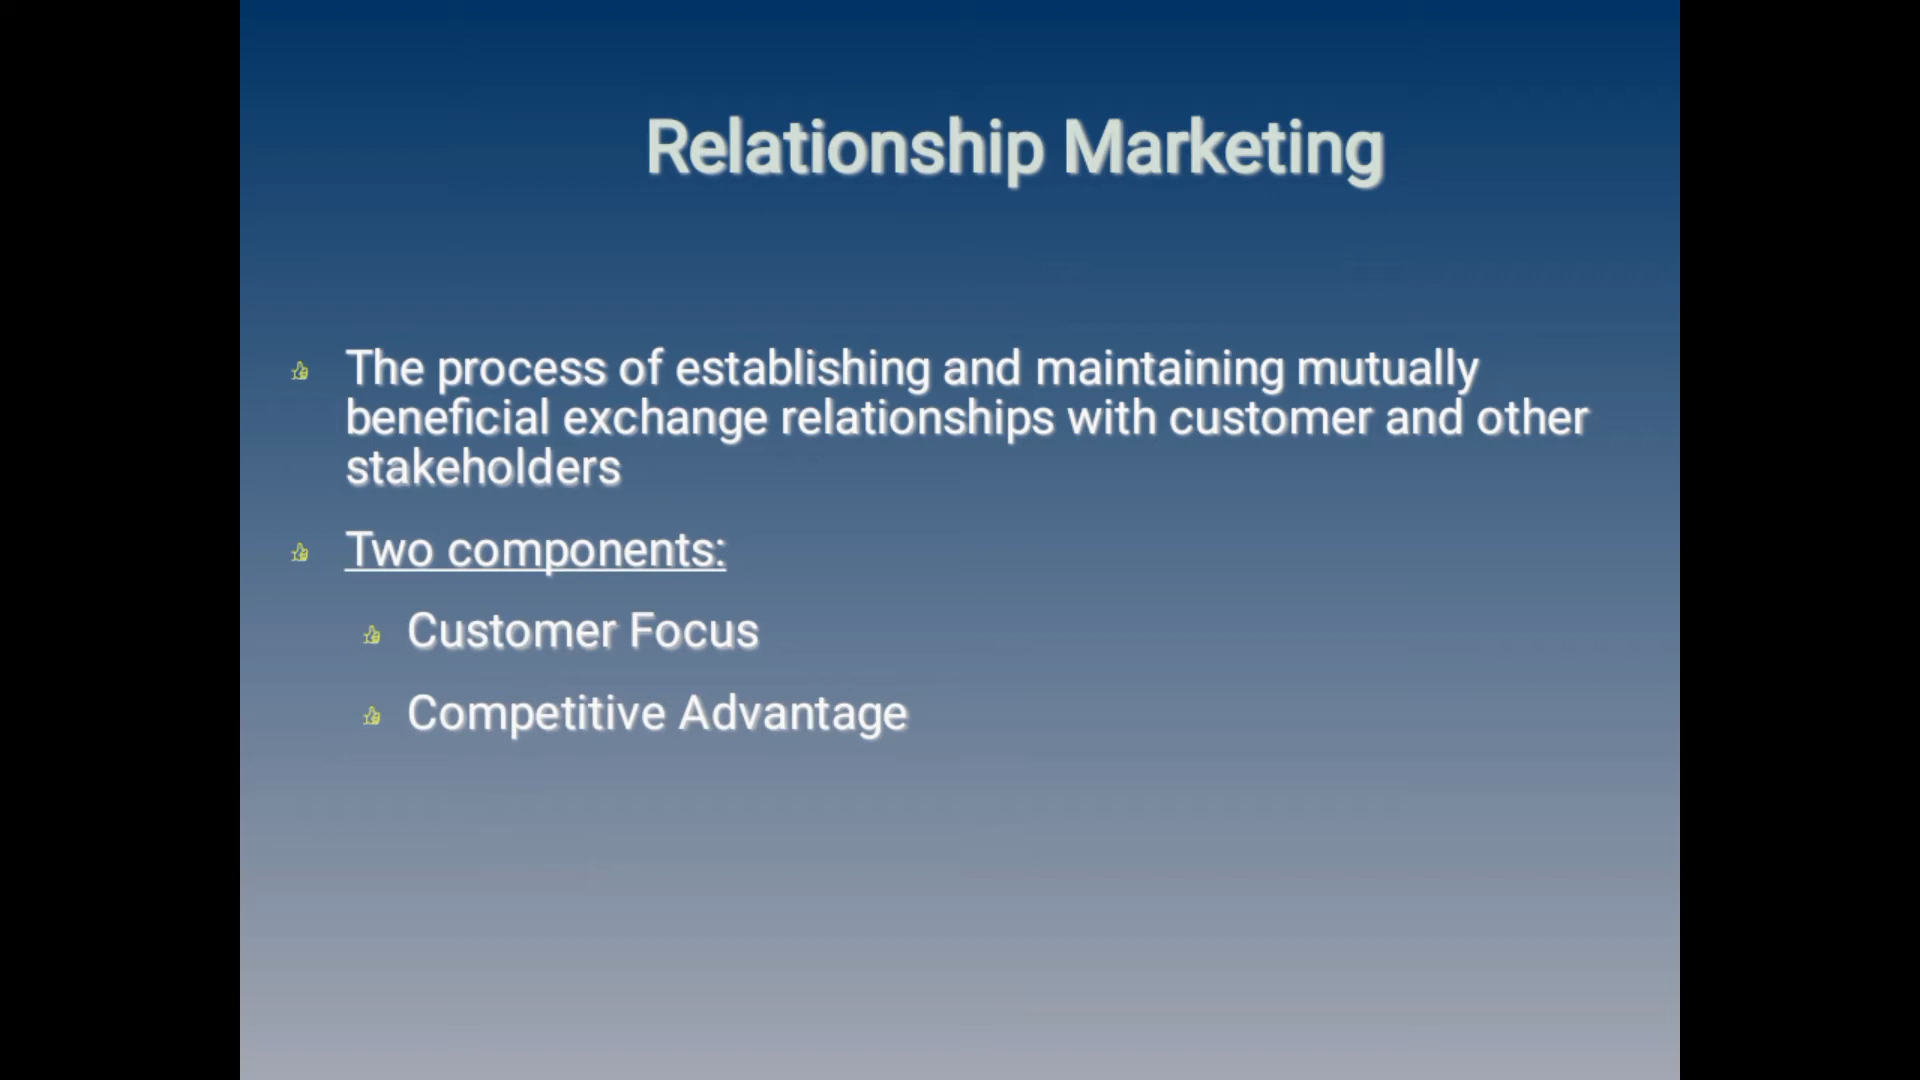 Relationship Marketing
The process of establishing and maintaining mutually
beneficial exchange relationships with customer and other
stakeholders
Two components:
Customer Focus
Competitive Advantage